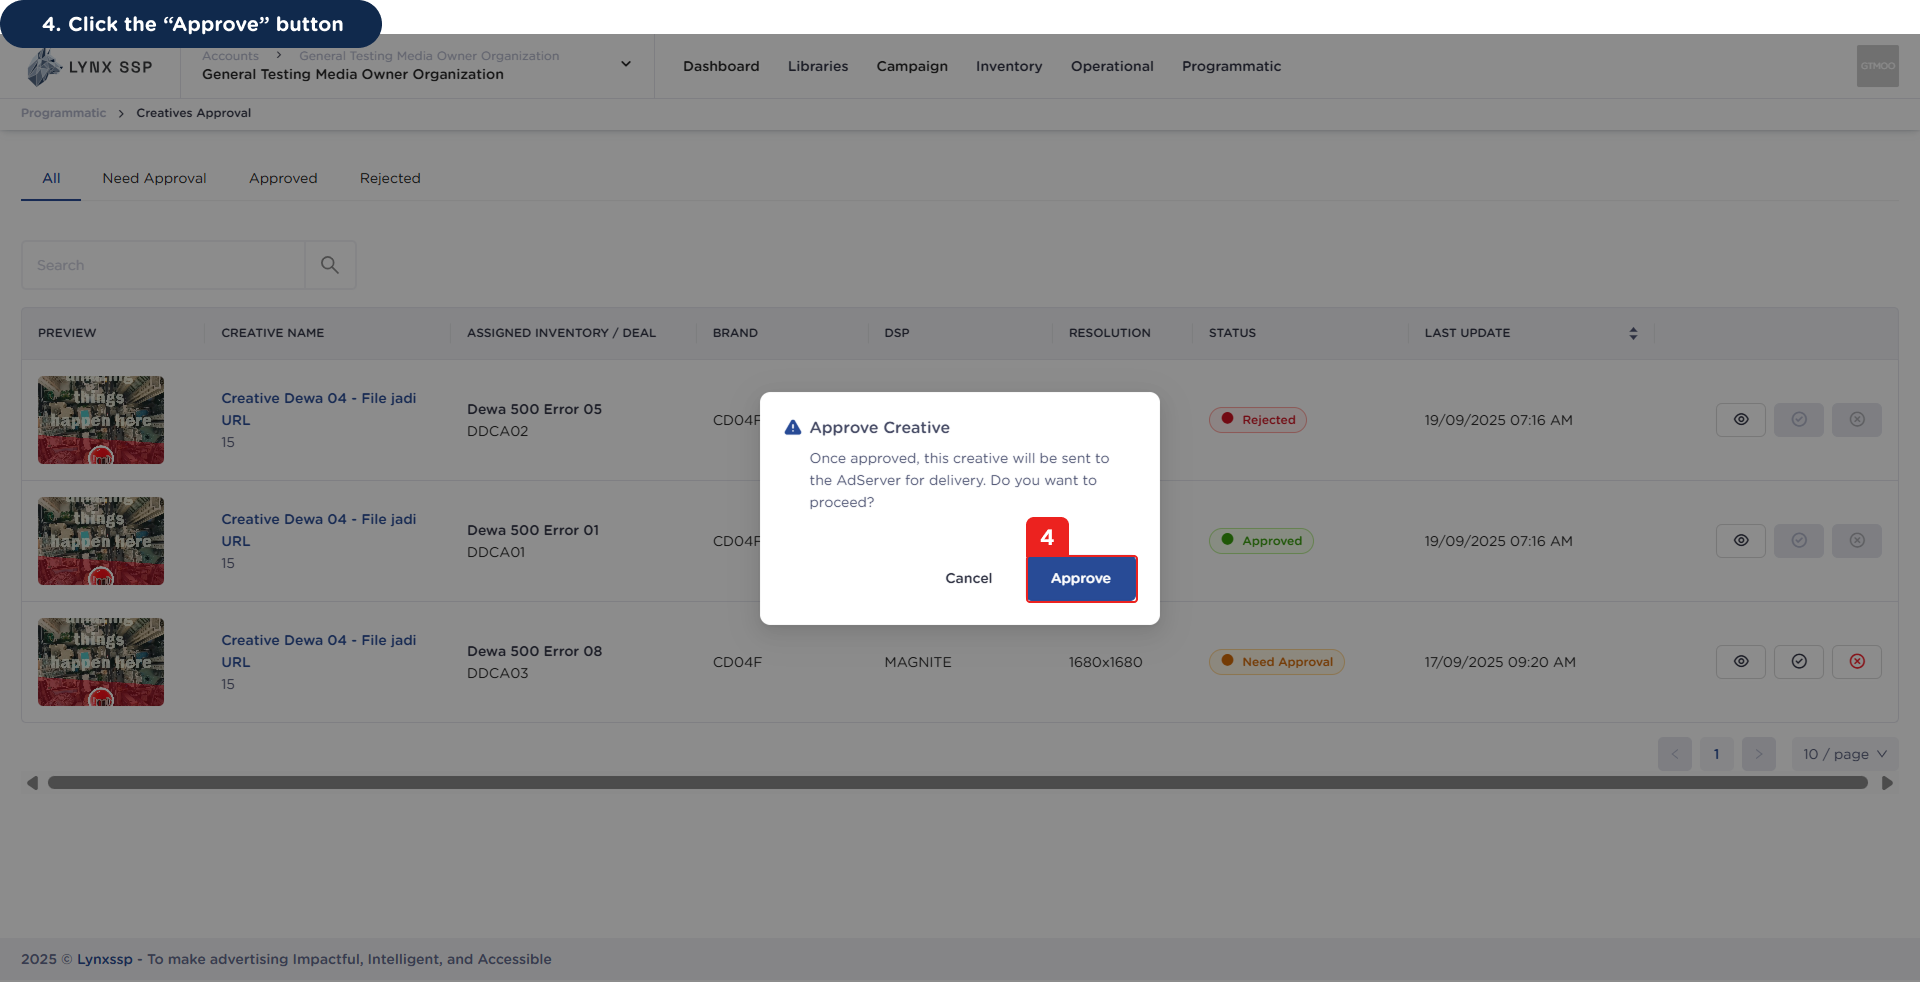 4. Click the “Approve” button
LYNX SSP
Accounts > General Testing Media Owner Organization
General Testing Media Owner Organization
Dashboard Libraries Campaign Inventory Operational Programmatic
GTMOO
Programmatic > Creatives Approval
All Need Approval Approved Rejected
Search
PREVIEW CREATIVE NAME ASSIGNED INVENTORY / DEAL BRAND DSP RESOLUTION STATUS LAST UPDATE
things
happen here
Creative Dewa 04 - File jadi
URL
15
Dewa 500 Error 05
DDCA02
CD04F
Rejected
19/09/2025 07:16 AM
things
happen here
Creative Dewa 04 - File jadi
URL
15
Dewa 500 Error 01
DDCA01
CD04F
Approved
19/09/2025 07:16 AM
things
happen here
Creative Dewa 04 - File jadi
URL
15
Dewa 500 Error 08
DDCA03
CD04F
MAGNITE
1680x1680
Need Approval
17/09/2025 09:20 AM
Approve Creative
Once approved, this creative will be sent to
the AdServer for delivery. Do you want to
proceed?
4
Cancel Approve
< 1 > 10 / page
2025 © Lynxssp - To make advertising Impactful, Intelligent, and Accessible